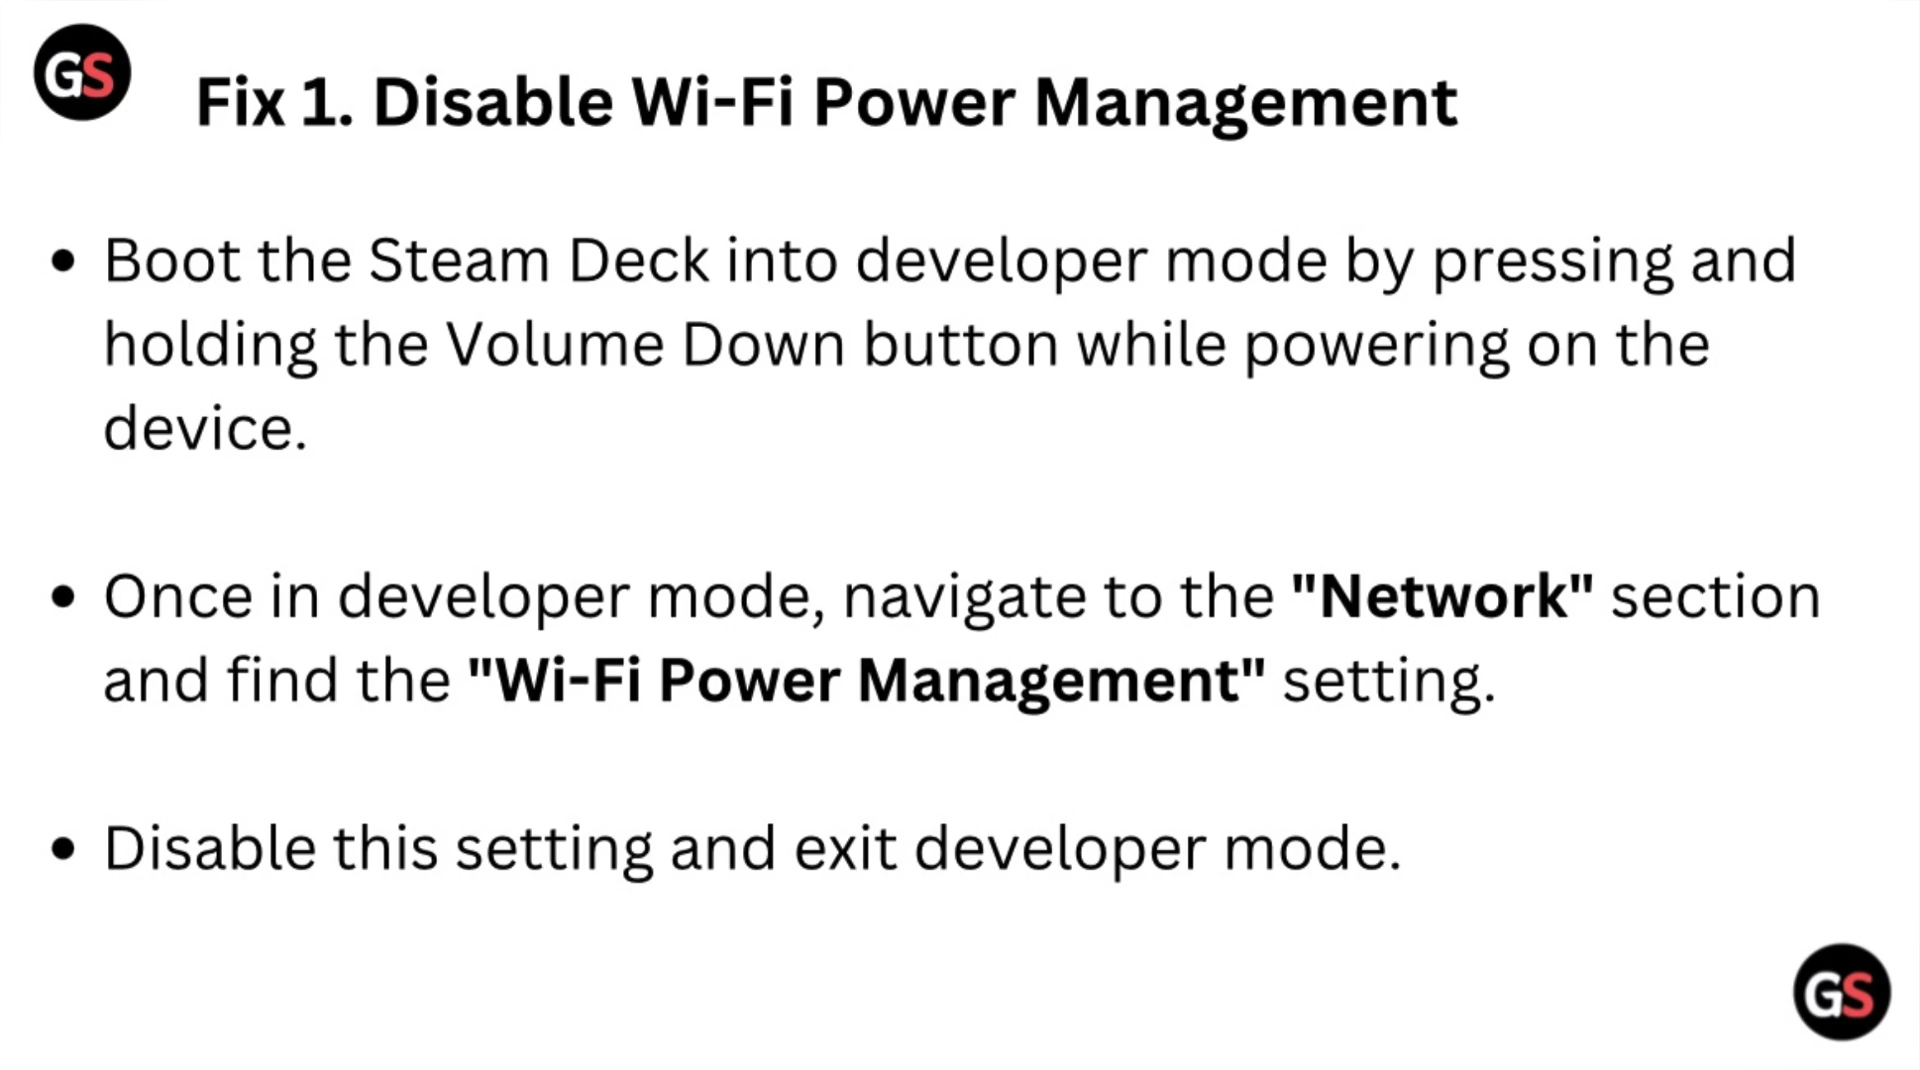 GS
Fix 1. Disable Wi-Fi Power Management
• Boot the Steam Deck into developer mode by pressing and
holding the Volume Down button while powering on the
device.
• Once in developer mode, navigate to the "Network" section
and find the "Wi-Fi Power Management" setting.
• Disable this setting and exit developer mode.
GS